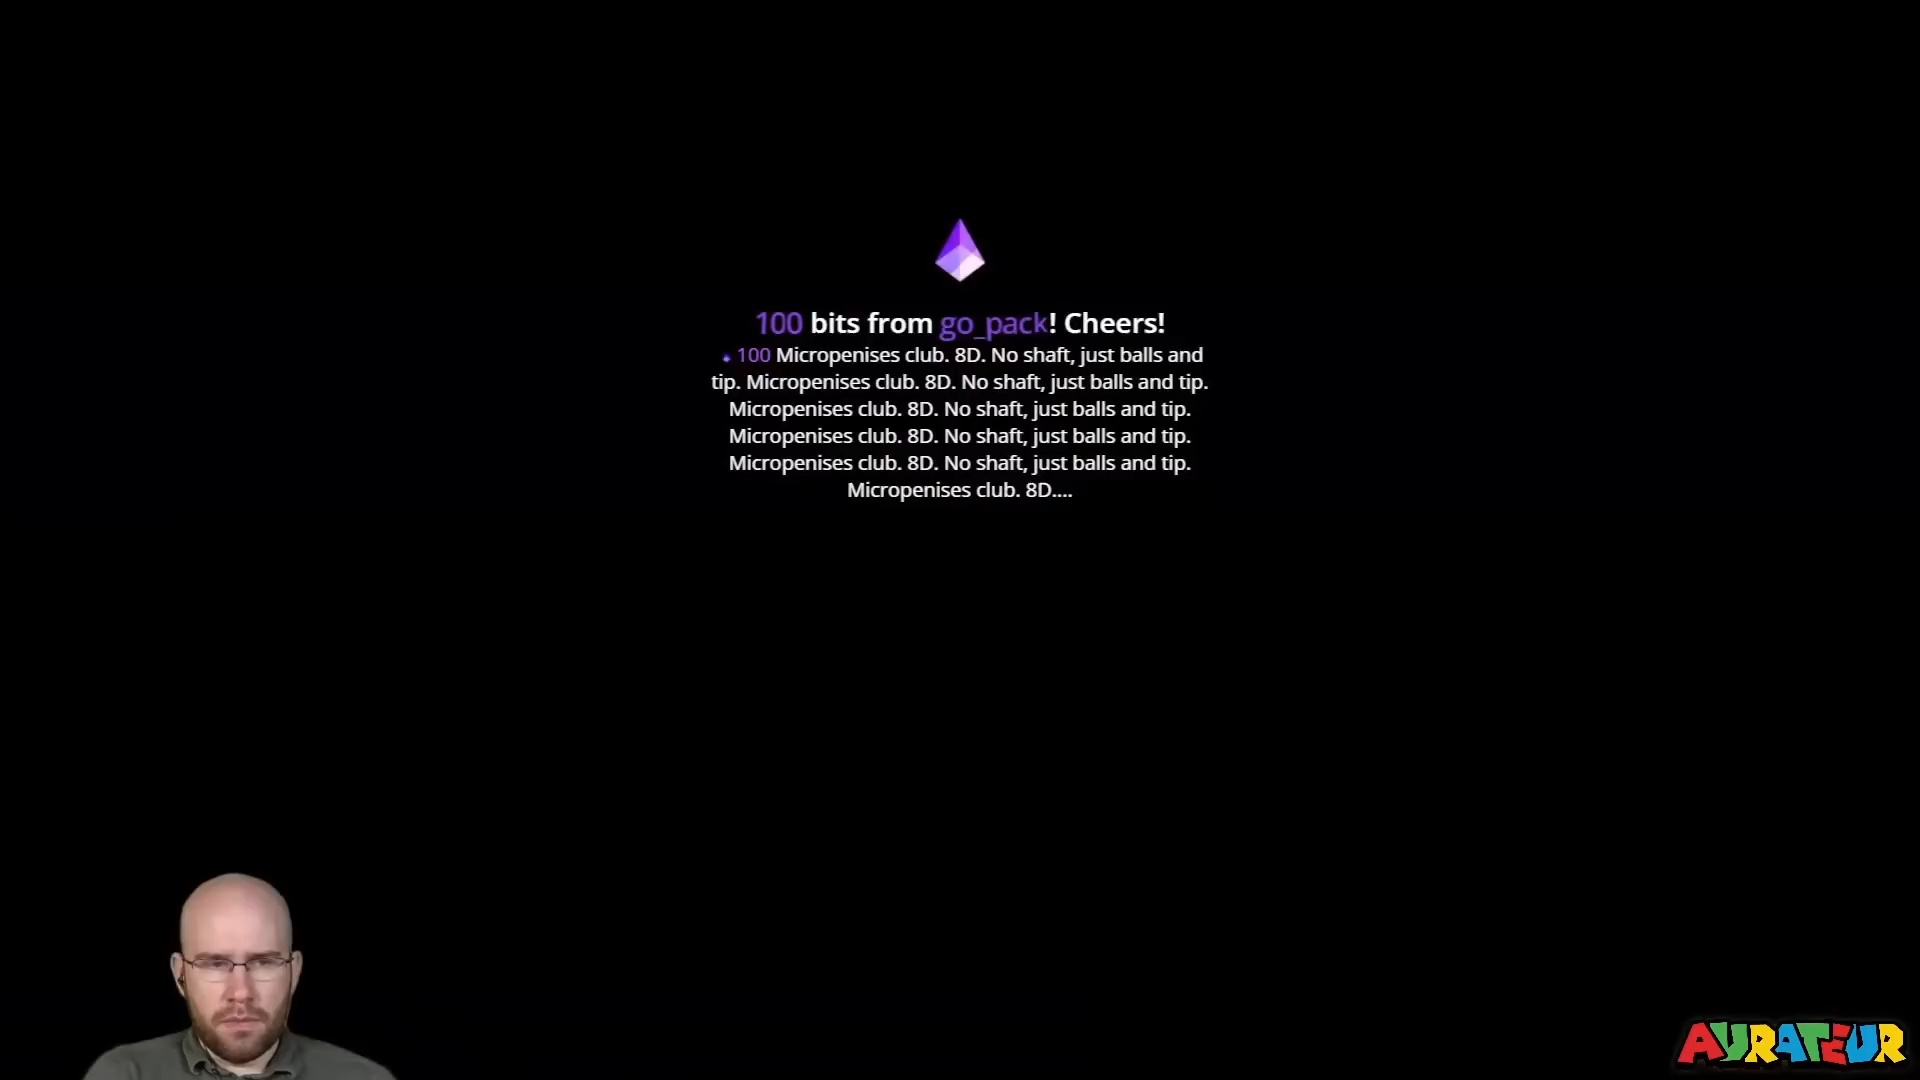 100 bits from go_pack! Cheers!
100 Micropenises club. 8D. No shaft, just balls and
tip. Micropenises club. 8D. No shaft, just balls and tip.
Micropenises club. 8D. No shaft, just balls and tip.
Micropenises club. 8D. No shaft, just balls and tip.
Micropenises club. 8D. No shaft, just balls and tip.
Micropenises club. 8D....
AURATEUR